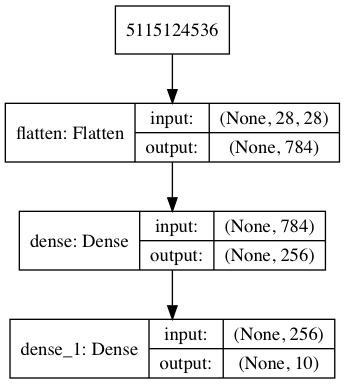 5115124536
flatten: Flatten
input: (None, 28, 28)
output: (None, 784)
dense: Dense
input: (None, 784)
output: (None, 256)
dense_1: Dense
input: (None, 256)
output: (None, 10)